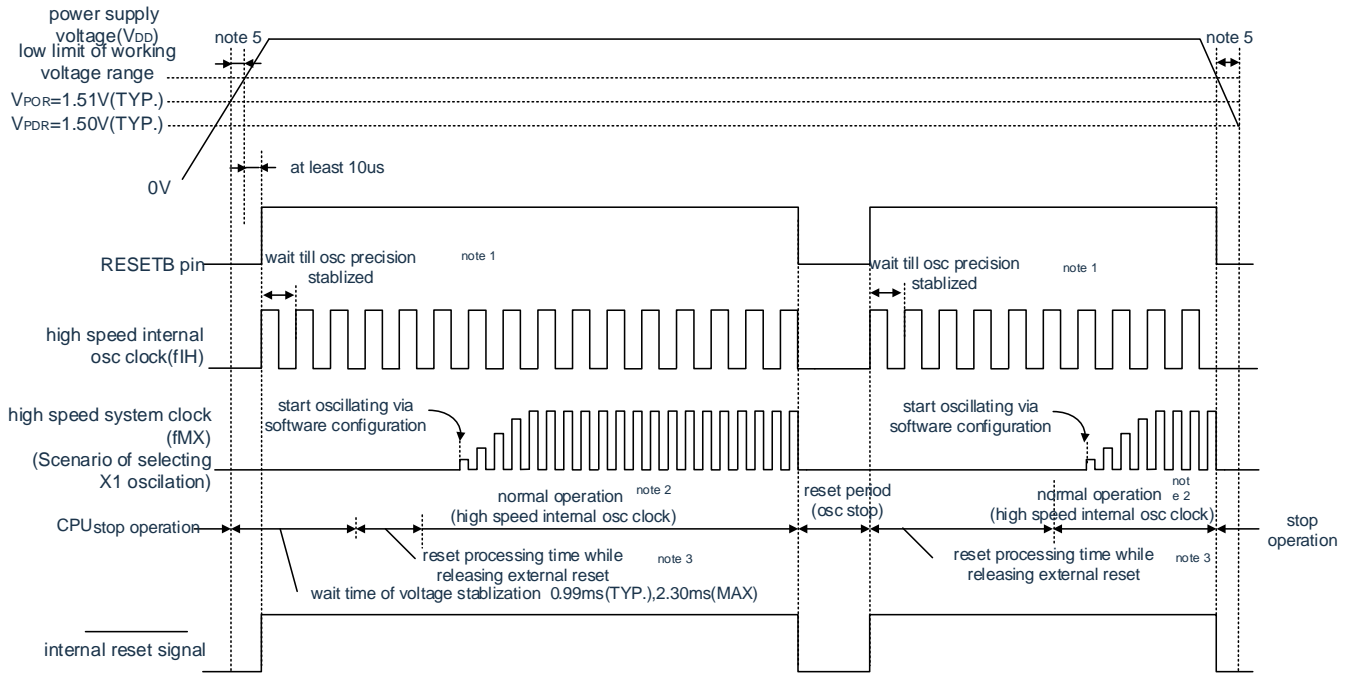 power supply
voltage(VDD)
note 5
note 5
low limit of working
voltage range
VPOR=1.51V(TYP.)
VPDR=1.50V(TYP.)
at least 10us
0V
RESETB pin
wait till osc precision
stablized
note 1
wait till osc precision
stablized
note 1
high speed internal
osc clock(fIH)
high speed system clock
(fMX)
(Scenario of selecting
X1 oscilation)
start oscillating via
software configuration
start oscillating via
software configuration
CPU stop operation
normal operation note 2
(high speed internal osc clock)
reset period
(osc stop)
normal operation
not
e 2
(high speed internal osc clock)
stop
operation
reset processing time while
releasing external reset
note 3
reset processing time while
releasing external reset
note 3
wait time of voltage stablization 0.99ms(TYP.),2.30ms(MAX)
internal reset signal